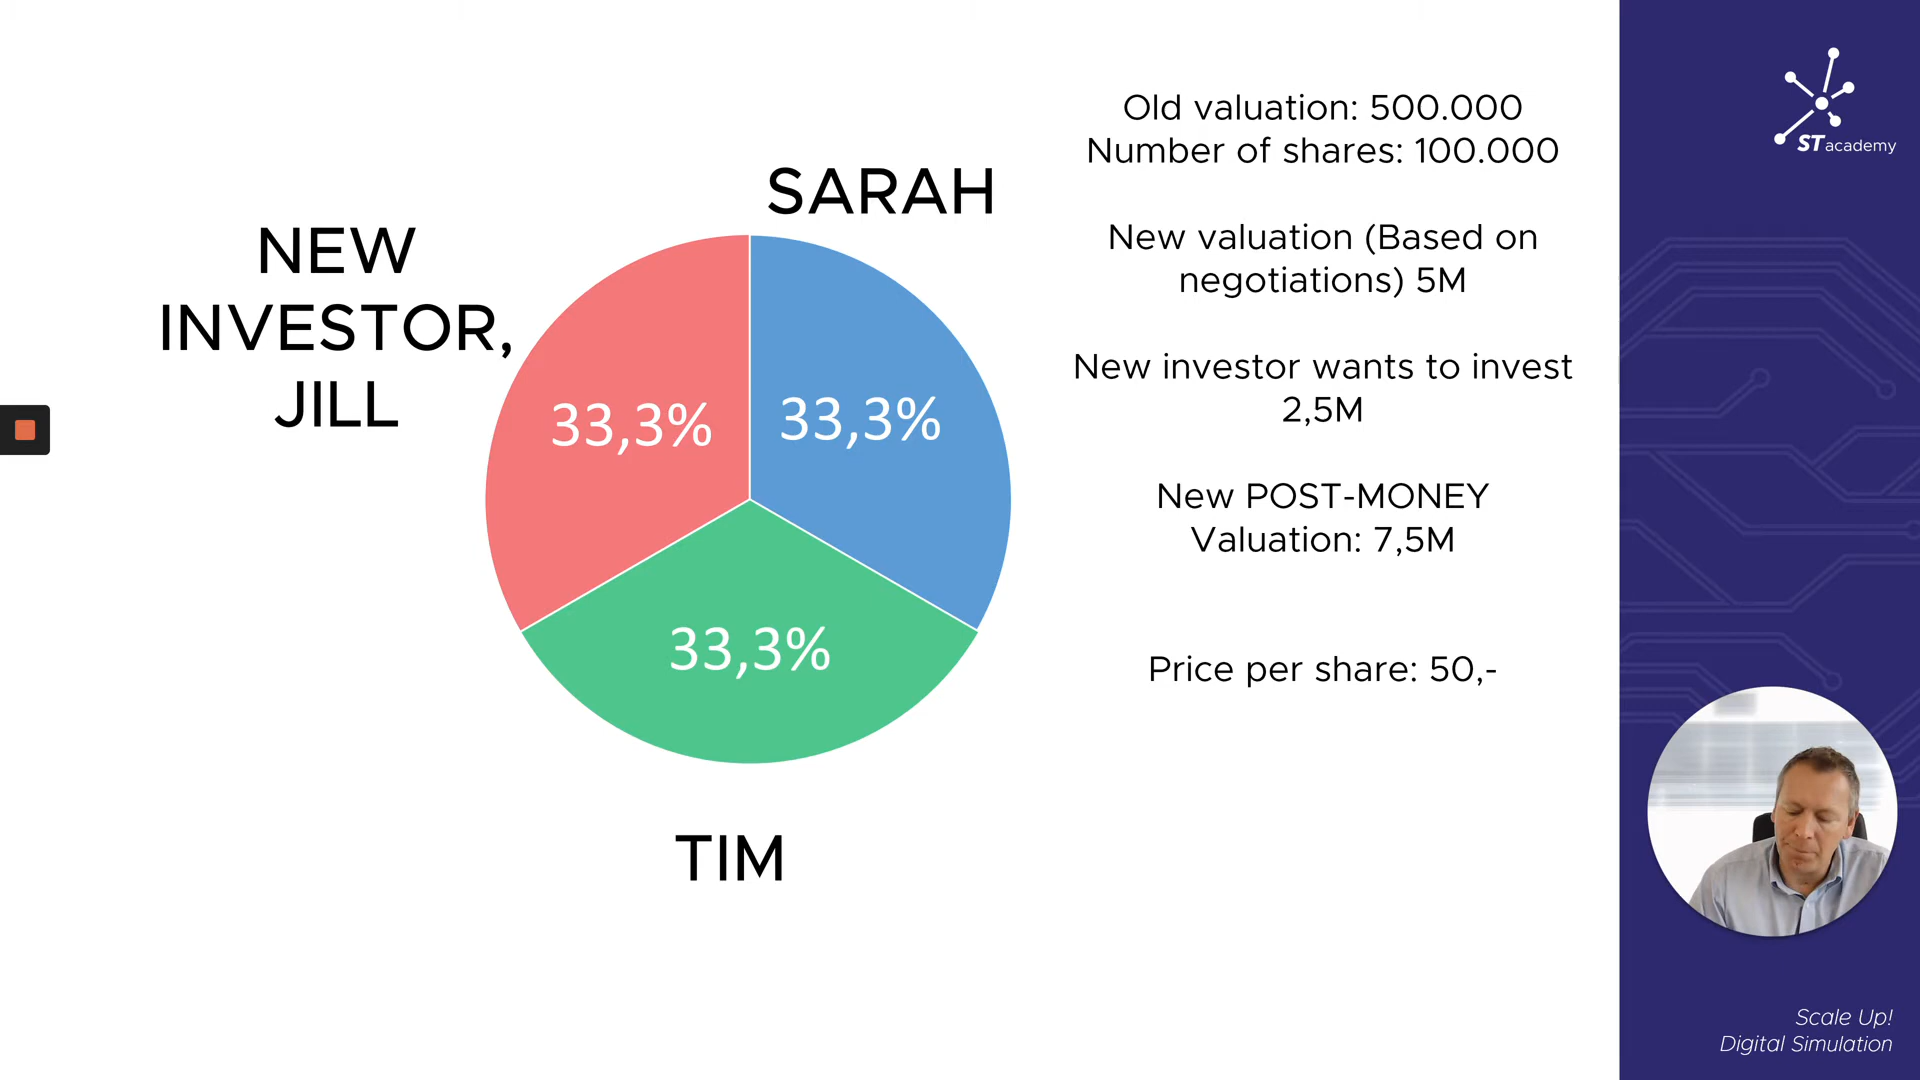 SARAH
NEW
INVESTOR,
JILL
33,3%
33,3%
33,3%
TIM
Old valuation: 500.000
Number of shares: 100.000
New valuation (Based on
negotiations) 5M
New investor wants to invest
2,5M
New POST-MONEY
Valuation: 7,5M
Price per share: 50,-
ST academy
Scale Up!
Digital Simulation